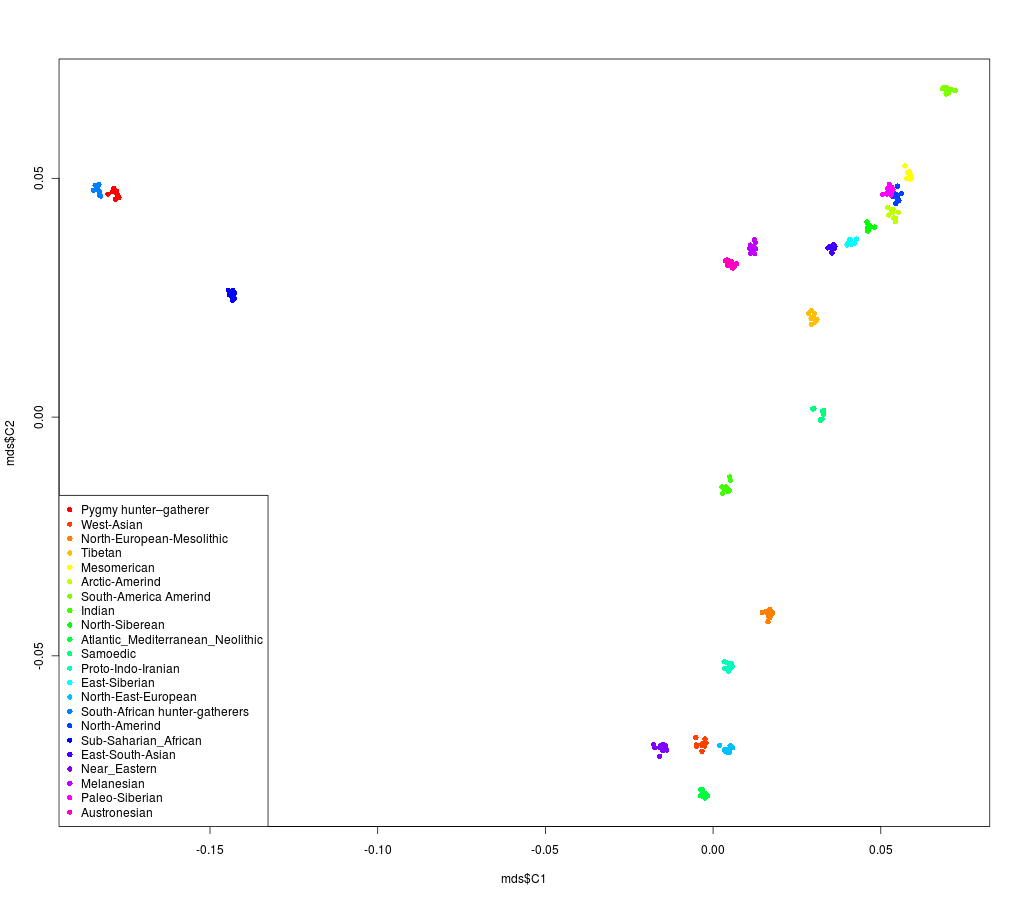 0.05
0.00
-0.05
mds$C2
Pygmy hunter–gatherer
West-Asian
North-European-Mesolithic
Tibetan
Mesomerican
Arctic-Amerind
South-America Amerind
Indian
North-Siberean
Atlantic_Mediterranean_Neolithic
Samoedic
Proto-Indo-Iranian
East-Siberian
North-East-European
South-African hunter-gatherers
North-Amerind
Sub-Saharian_African
East-South-Asian
Near_Eastern
Melanesian
Paleo-Siberian
Austronesian
-0.15 -0.10 -0.05 0.00 0.05
mds$C1